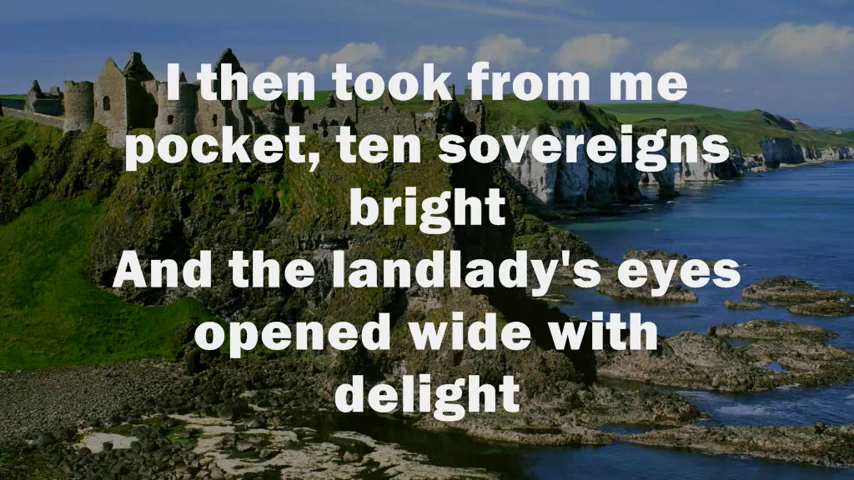 I then took from me
pocket, ten sovereigns
bright
And the landlady's eyes
opened wide with
delight